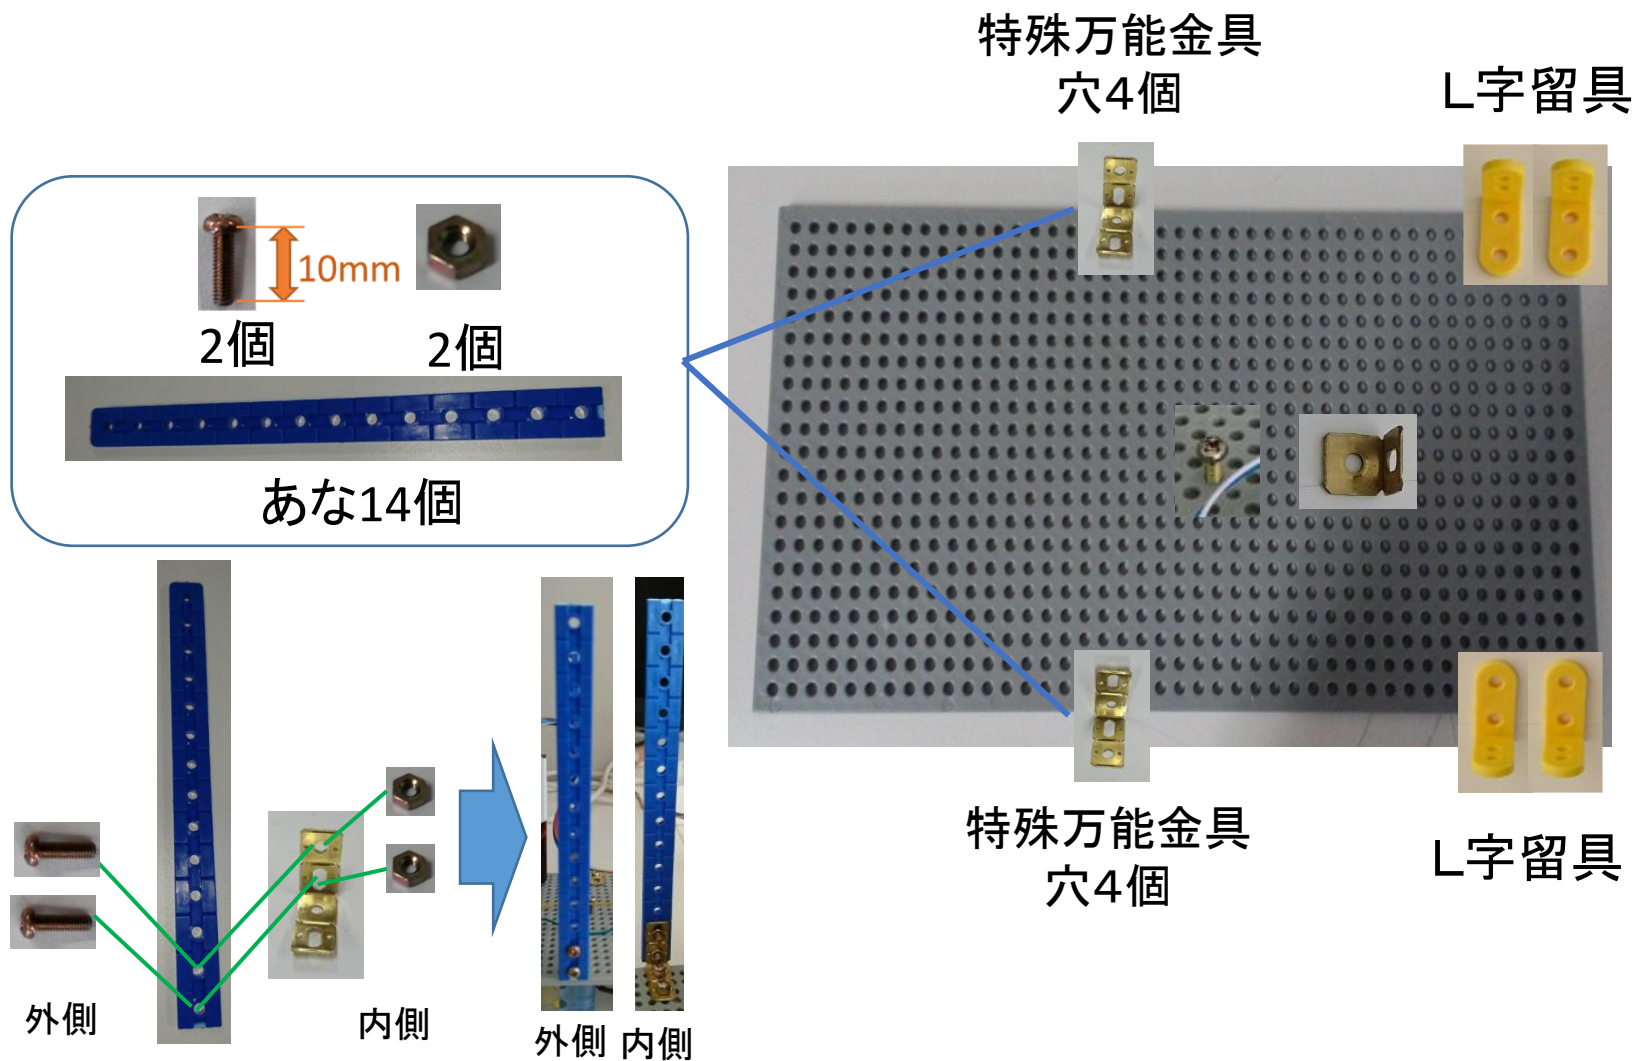 特殊万能金具
穴4個
L字留具
10mm
2個
2個
あな14個
外側
内側
外側
内側
特殊万能金具
穴4個
L字留具